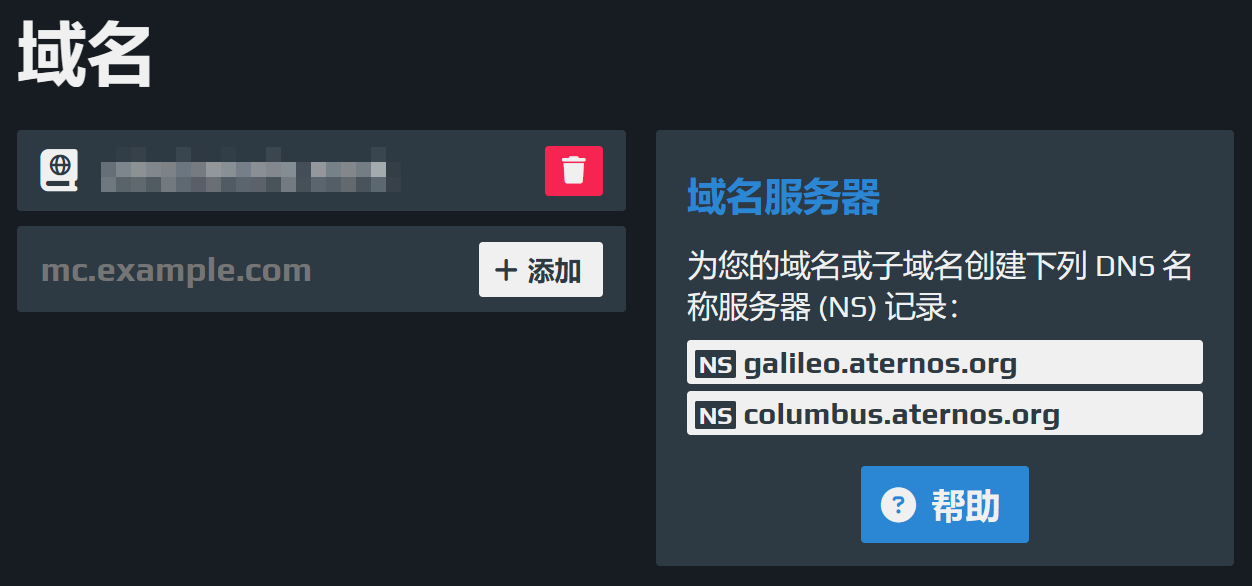 域名
mc.example.com
+ 添加
域名服务器
为您的域名或子域名创建下列 DNS 名
称服务器 (NS) 记录：
NS galileo.aternos.org
NS columbus.aternos.org
? 帮助